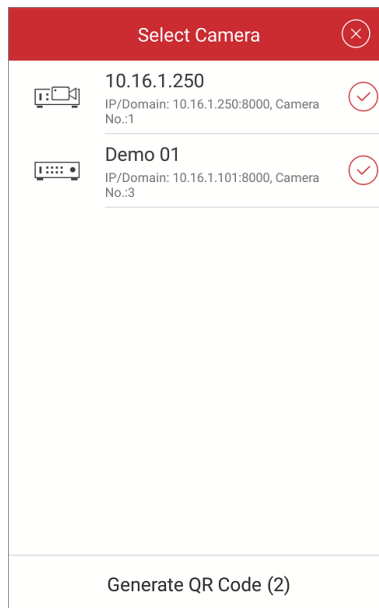 Select Camera
10.16.1.250
IP/Domain: 10.16.1.250:8000, Camera
No.:1
Demo 01
IP/Domain: 10.16.1.101:8000, Camera
No.:3
Generate QR Code (2)